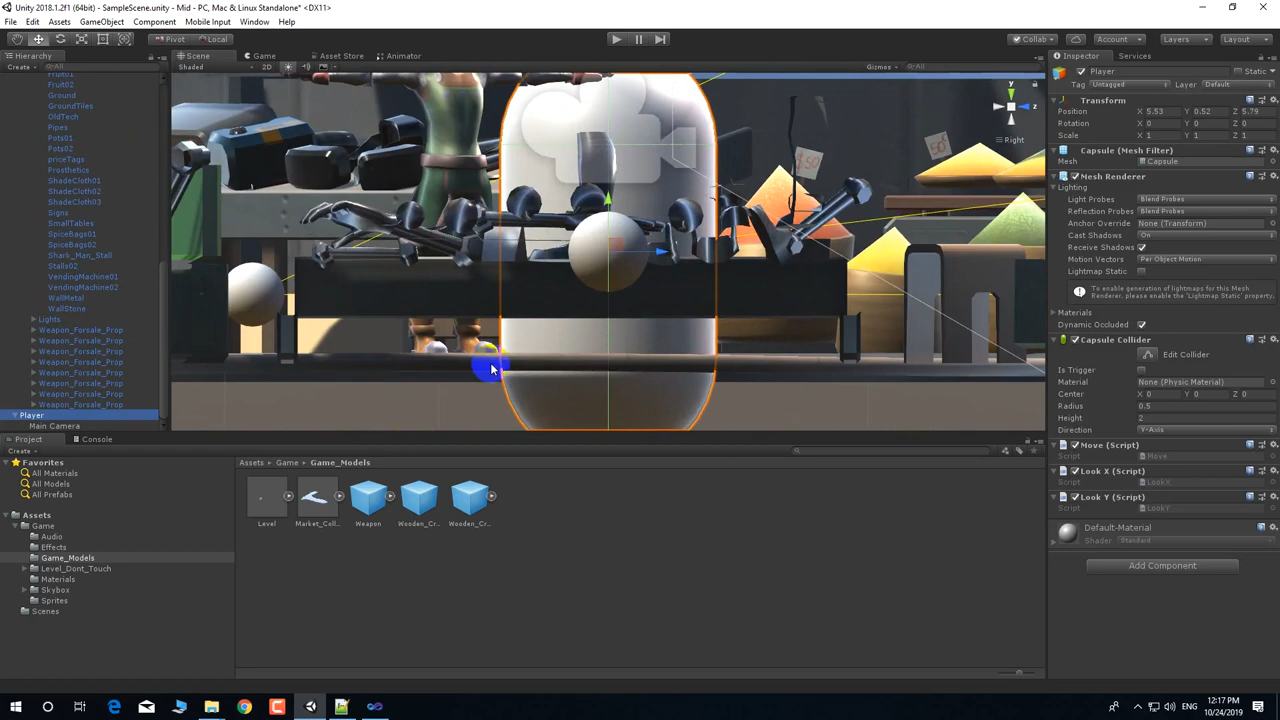 Unity 2018.1.2f1 (64bit) - SampleScene.unity - Mid - PC, Mac & Linux Standalone* <DX11>
File Edit Assets GameObject Component Mobile Input Window Help
Pivot Local Collab Account Layers Layout
Hierarchy
Create All
Fruit01
Fruit02
Ground
GroundTiles
OldTech
Pipes
Pots01
Pots02
priceTags
Prosthetics
ShadeCloth01
ShadeCloth02
ShadeCloth03
Signs
SmallTables
SpiceBags01
SpiceBags02
Shark_Man_Stall
Stalls02
VendingMachine01
VendingMachine02
WallMetal
WallStone
Lights
Weapon_Forsale_Prop
Weapon_Forsale_Prop
Weapon_Forsale_Prop
Weapon_Forsale_Prop
Weapon_Forsale_Prop
Weapon_Forsale_Prop
Weapon_Forsale_Prop
Weapon_Forsale_Prop
Player
Main Camera
Scene Game Asset Store Animator
Shaded 2D Gizmos All
y
z
Right
Inspector Services
Player Static
Tag Untagged Layer Default
Transform
Position X 5.53 Y 0.52 Z 5.79
Rotation X 0 Y 0 Z 0
Scale X 1 Y 1 Z 1
Capsule (Mesh Filter)
Mesh Capsule
Mesh Renderer
Lighting
Light Probes Blend Probes
Reflection Probes Blend Probes
Anchor Override None (Transform)
Cast Shadows On
Receive Shadows
Motion Vectors Per Object Motion
Lightmap Static
To enable generation of lightmaps for this Mesh
Renderer, please enable the 'Lightmap Static' property.
Materials
Dynamic Occluded
Capsule Collider
Edit Collider
Is Trigger
Material None (Physic Material)
Center X 0 Y 0 Z 0
Radius 0.5
Height 2
Direction Y-Axis
Move (Script)
Script Move
Look X (Script)
Script LookX
Look Y (Script)
Script LookY
Default-Material
Shader Standard
Add Component
Project Console
Create
Favorites
All Materials
All Models
All Prefabs
Assets
Game
Audio
Effects
Game_Models
Level_Dont_Touch
Materials
Skybox
Sprites
Scenes
Assets Game Game_Models
Level Market_Coll... Weapon Wooden_Cr... Wooden_Cr...
12:17 PM
ENG
10/24/2019